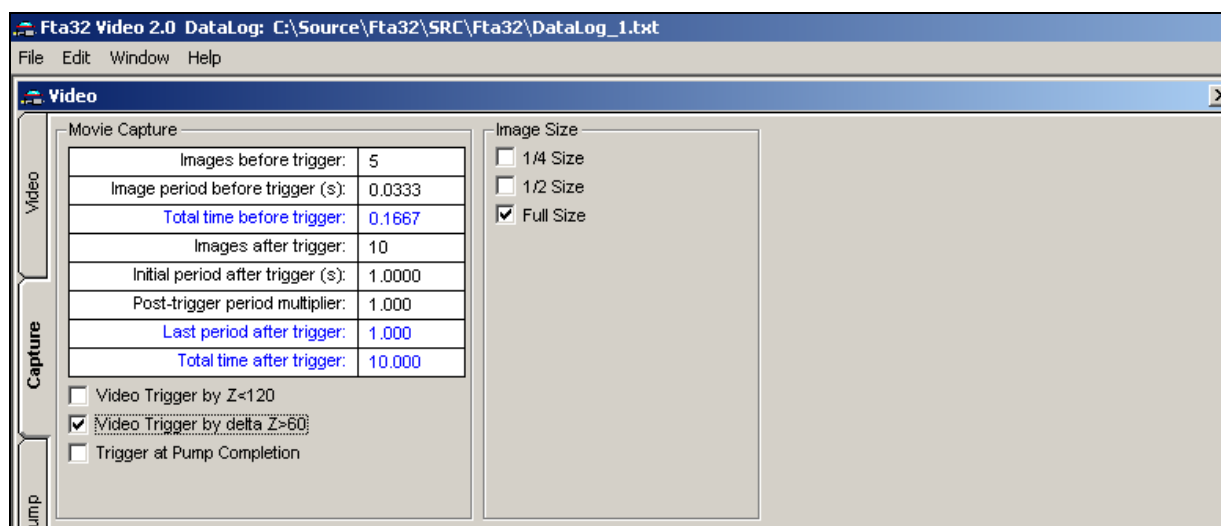 Fta32 Video 2.0 DataLog: C:\Source\Fta32\SRC\Fta32\DataLog_1.txt
File Edit Window Help
Video
Video
Capture
Movie Capture
Images before trigger: 5
Image period before trigger (s): 0.0333
Total time before trigger: 0.1667
Images after trigger: 10
Initial period after trigger (s): 1.0000
Post-trigger period multiplier: 1.000
Last period after trigger: 1.000
Total time after trigger: 10.000
Video Trigger by Z<120
Video Trigger by delta Z>60
Trigger at Pump Completion
Image Size
1/4 Size
1/2 Size
Full Size